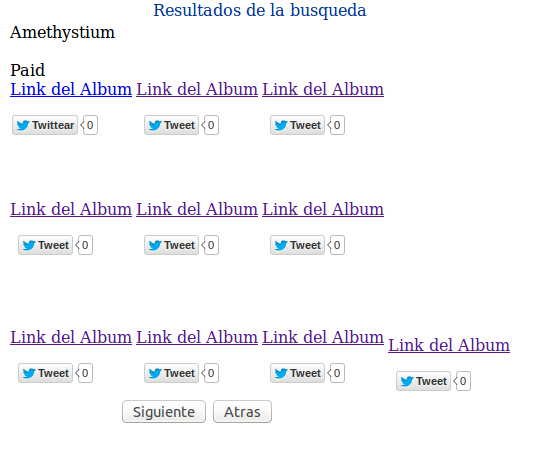 Resultados de la busqueda
Amethystium
Paid
Link del Album Link del Album Link del Album
Twittear 0 Tweet 0 Tweet 0
Link del Album Link del Album Link del Album
Tweet 0 Tweet 0 Tweet 0
Link del Album Link del Album Link del Album Link del Album
Tweet 0 Tweet 0 Tweet 0 Tweet 0
Siguiente Atras